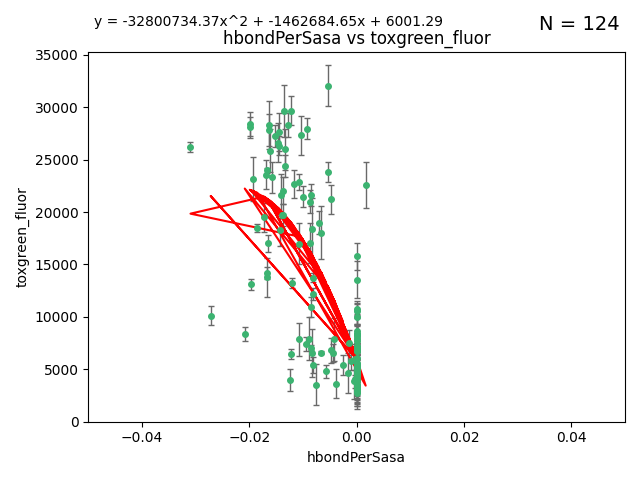 y = -32800734.37x^2 + -1462684.65x + 6001.29
N = 124
hbondPerSasa vs toxgreen_fluor
35000
30000
25000
20000
15000
10000
5000
0
toxgreen_fluor
−0.04
−0.02
0.00
0.02
0.04
hbondPerSasa